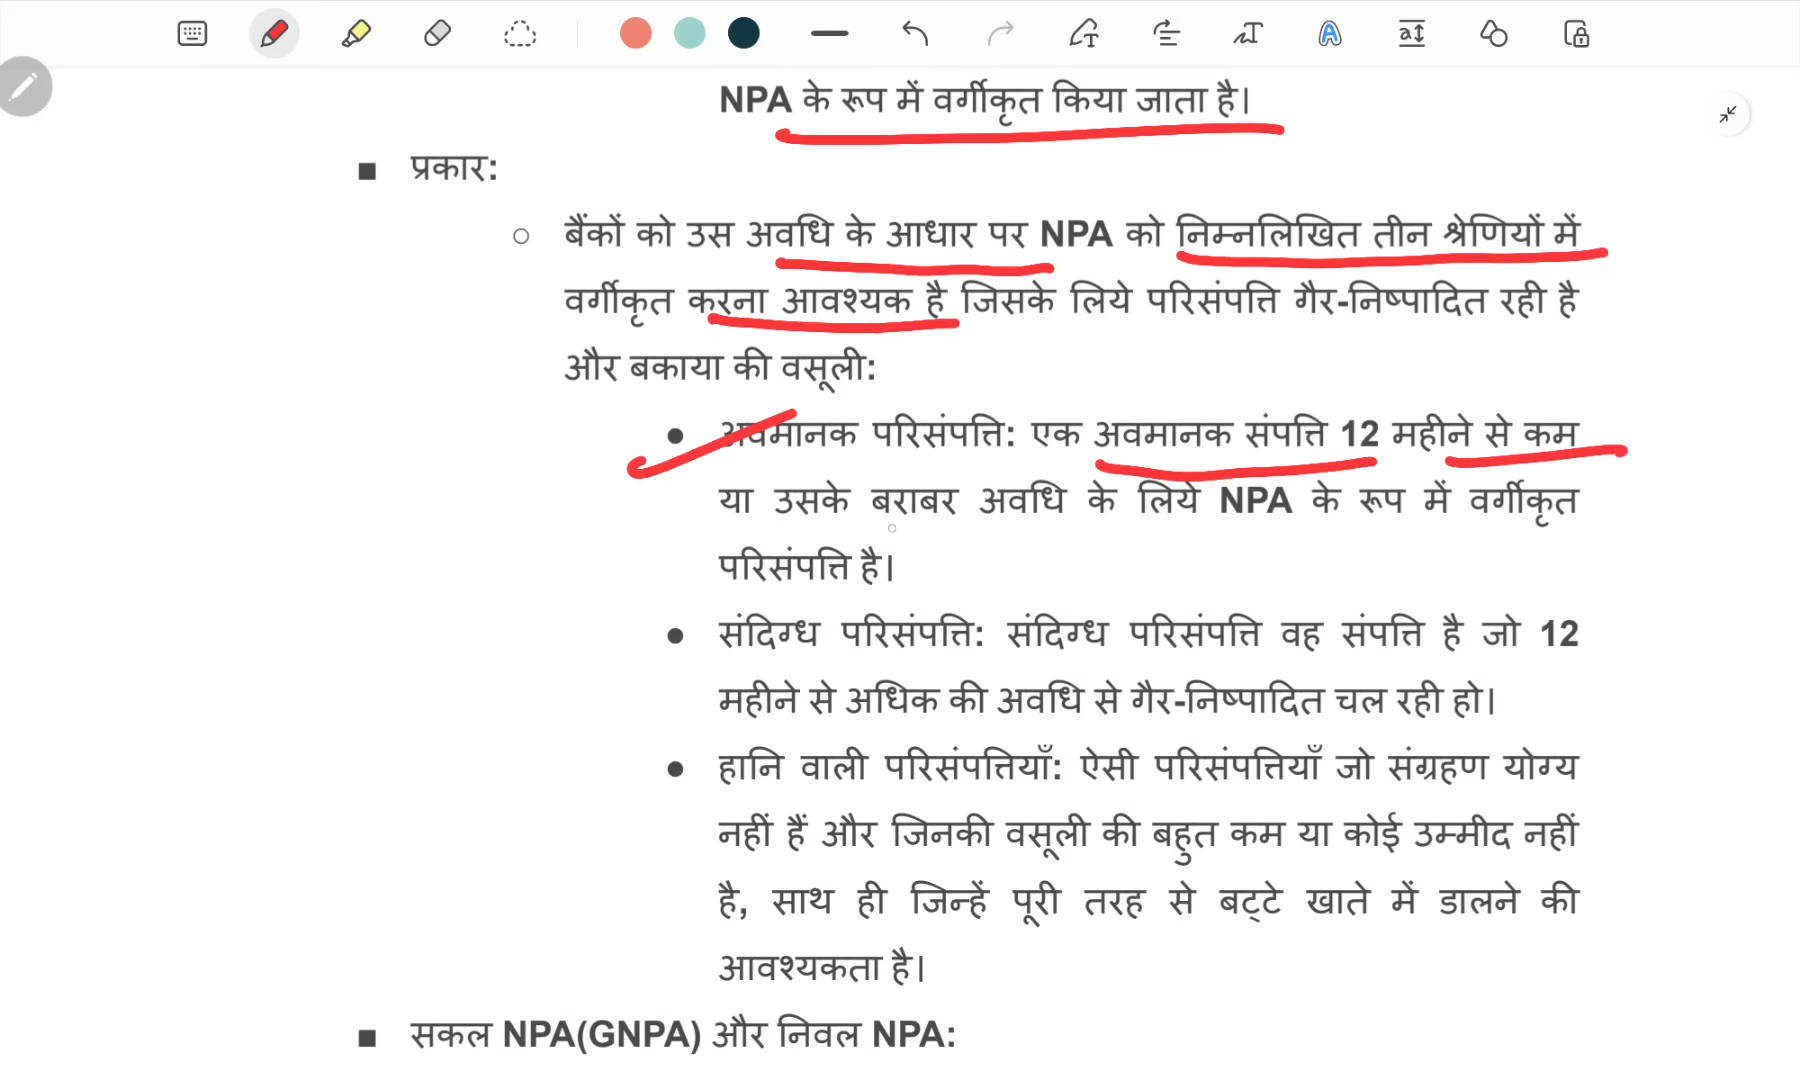 NPA के रूप में वर्गीकृत किया जाता है।
■ प्रकार:
○ बैंकों को उस अवधि के आधार पर NPA को निम्नलिखित तीन श्रेणियों में
वर्गीकृत करना आवश्यक है जिसके लिये परिसंपत्ति गैर-निष्पादित रही है
और बकाया की वसूली:
● अवमानक परिसंपत्ति: एक अवमानक संपत्ति 12 महीने से कम
या उसके बराबर अवधि के लिये NPA के रूप में वर्गीकृत
परिसंपत्ति है।
● संदिग्ध परिसंपत्ति: संदिग्ध परिसंपत्ति वह संपत्ति है जो 12
महीने से अधिक की अवधि से गैर-निष्पादित चल रही हो।
● हानि वाली परिसंपत्तियाँ: ऐसी परिसंपत्तियाँ जो संग्रहण योग्य
नहीं हैं और जिनकी वसूली की बहुत कम या कोई उम्मीद नहीं
है, साथ ही जिन्हें पूरी तरह से बट्टे खाते में डालने की
आवश्यकता है।
■ सकल NPA(GNPA) और निवल NPA: